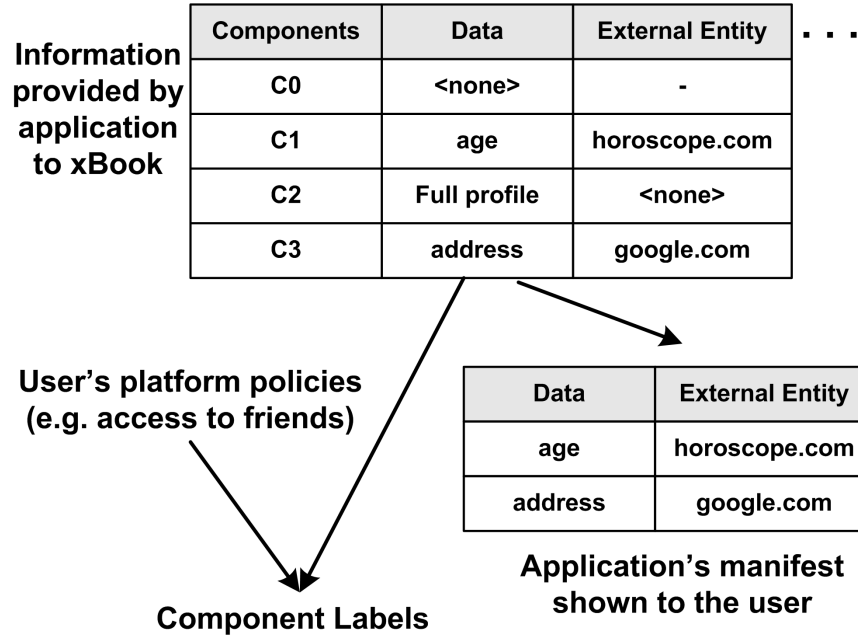 Components Data External Entity . . .
Information
provided by
application
to xBook
C0 <none> -
C1 age horoscope.com
C2 Full profile <none>
C3 address google.com
User's platform policies
(e.g. access to friends)
Data External Entity
age horoscope.com
address google.com
Application's manifest
shown to the user
Component Labels